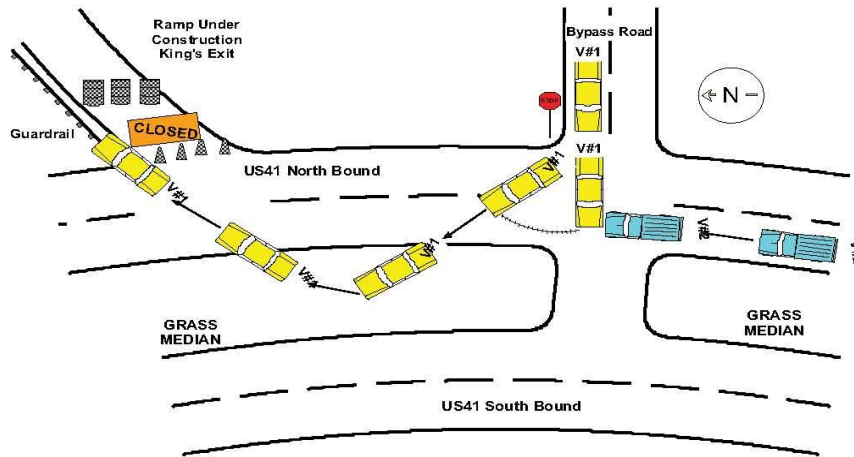 Ramp Under
Construction
King's Exit
Bypass Road
V#1
STOP
N
CLOSED
Guardrail
US41 North Bound
V#1
V#1
V#1
V#1
V#2
GRASS
MEDIAN
GRASS
MEDIAN
US41 South Bound